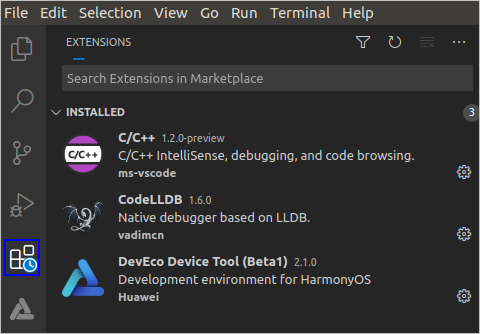 File Edit Selection View Go Run Terminal Help
EXTENSIONS
Search Extensions in Marketplace
INSTALLED 3
C/C++ 1.2.0-preview
C/C++
C/C++ IntelliSense, debugging, and code browsing.
ms-vscode
CodeLLDB 1.6.0
Native debugger based on LLDB.
vadimcn
DevEco Device Tool (Beta1) 2.1.0
Development environment for HarmonyOS
Huawei